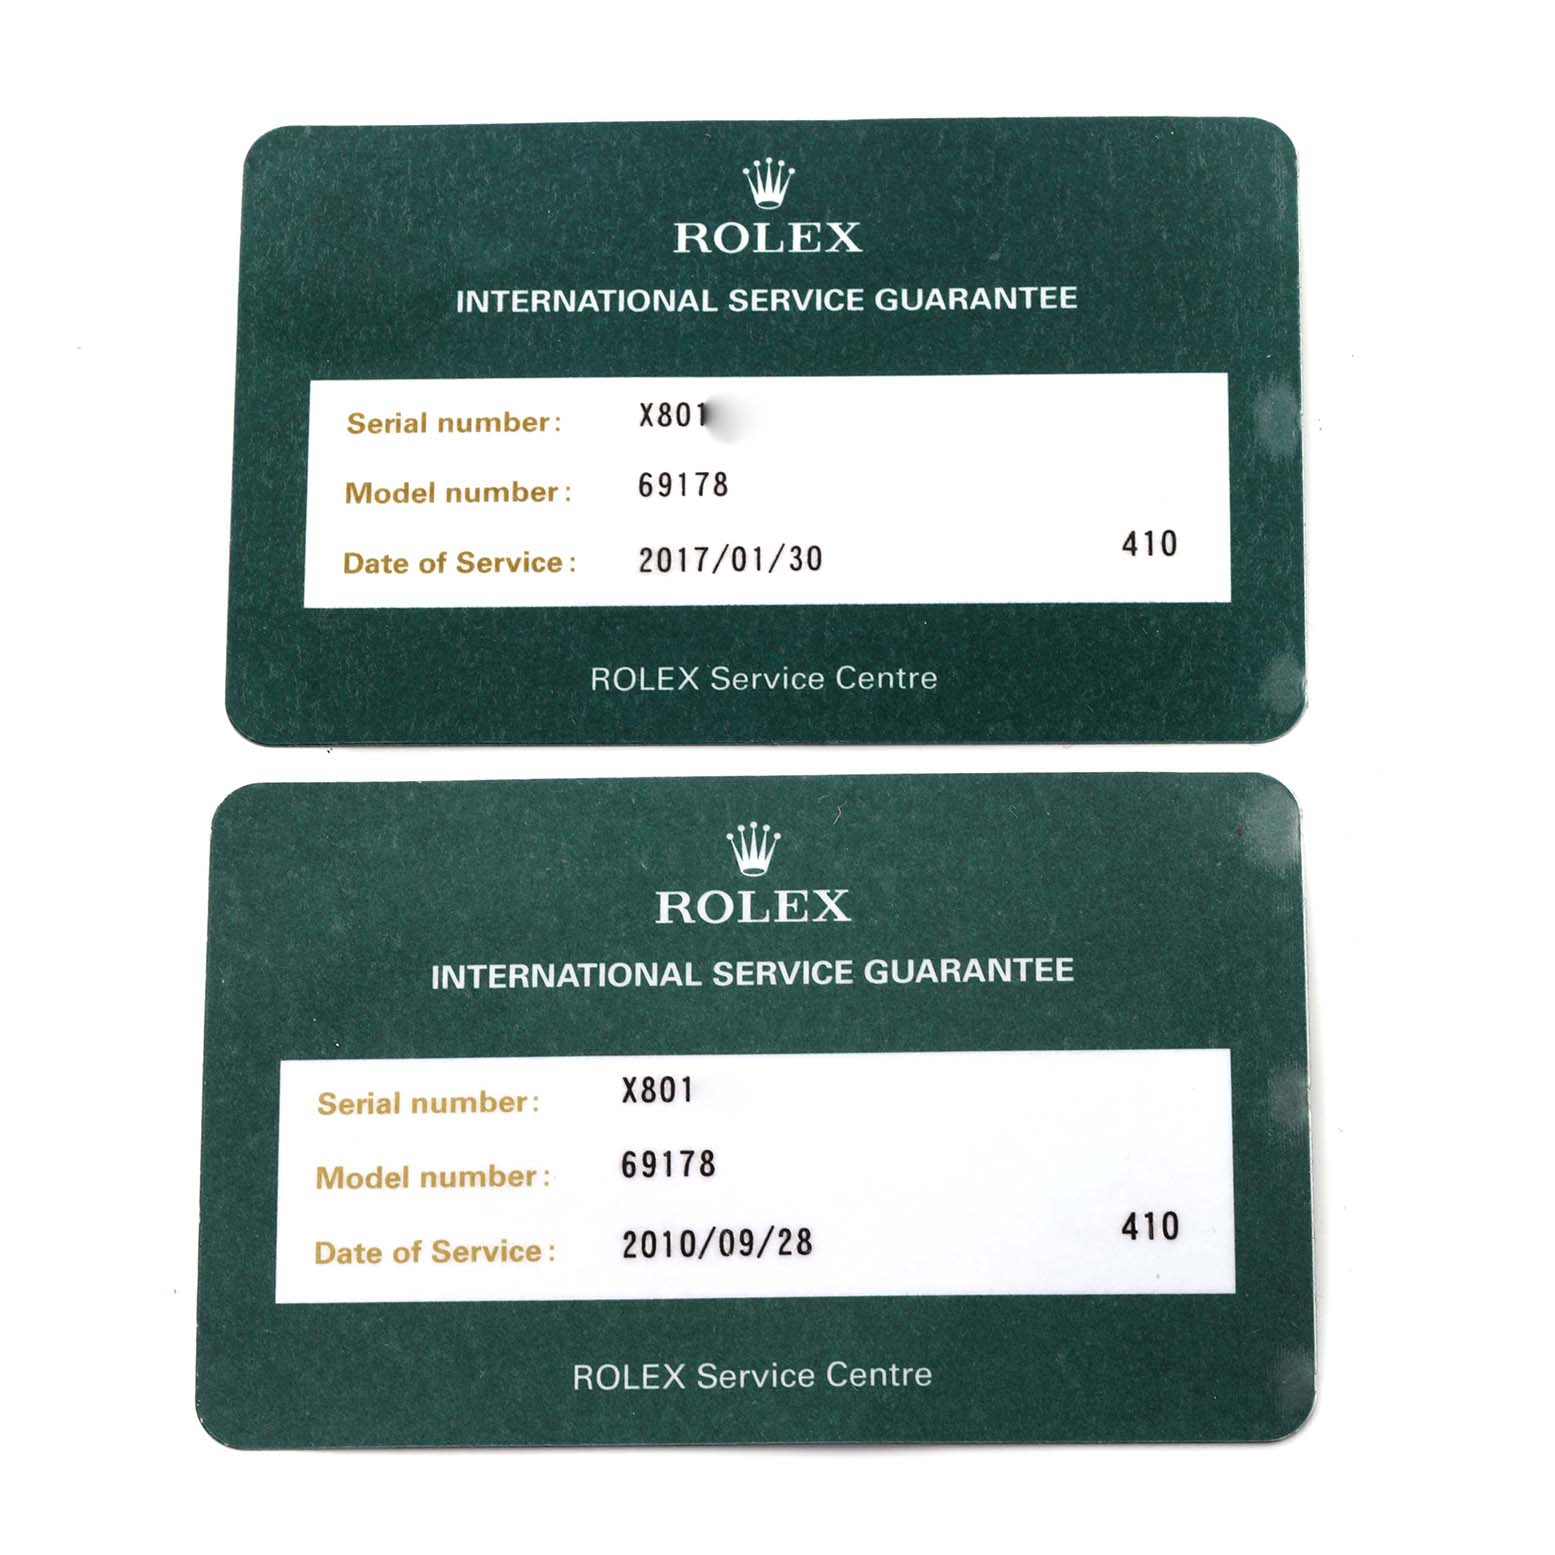 ROLEX
INTERNATIONAL SERVICE GUARANTEE
Serial number: X801
Model number: 69178
Date of Service: 2017/01/30 410
ROLEX Service Centre
ROLEX
INTERNATIONAL SERVICE GUARANTEE
Serial number: X801
Model number: 69178
Date of Service: 2010/09/28 410
ROLEX Service Centre